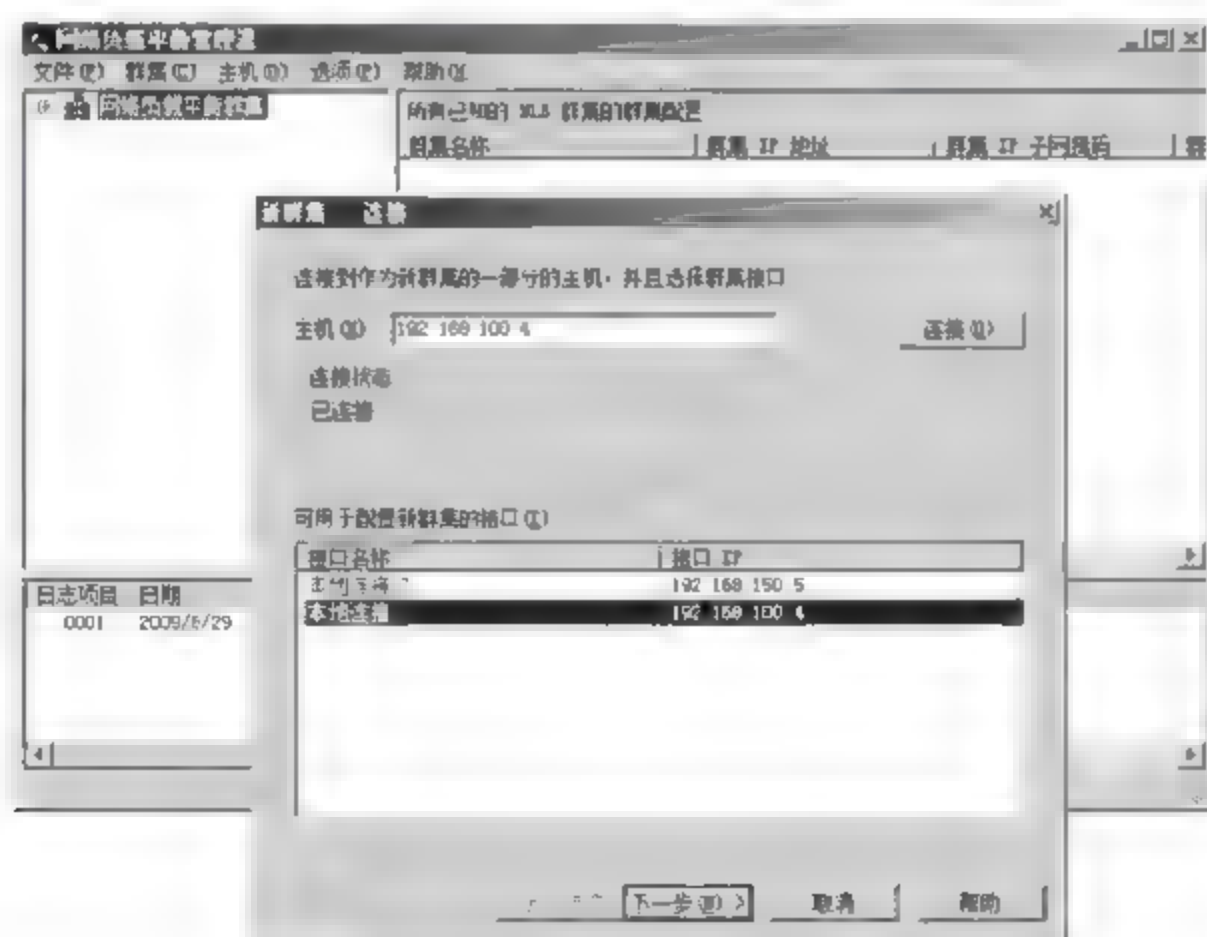 网络负载平衡管理器
文件(F) 群集(C) 主机(O) 选项(P) 帮助(H)
网络负载平衡群集
所有已知的 NLB 群集的群集配置
群集名称 群集 IP 地址 群集 IP 子网掩码 群
新群集 连接
连接到作为新群集的一部分的主机，并且选择群集接口
主机(H) 192 168 100 4 连接(O)
连接状态
已连接
可用于配置新群集的接口(I)
接口名称 接口 IP
本地连接 192 168 150 5
本地连接 192 168 100 4
日志项目 日期
0001 2009/6/29
下一步(N) > 取消 帮助